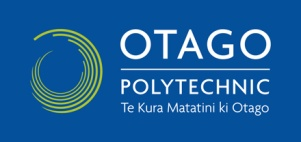 OTAGO
POLYTECHNIC
Te Kura Matatini ki Otago